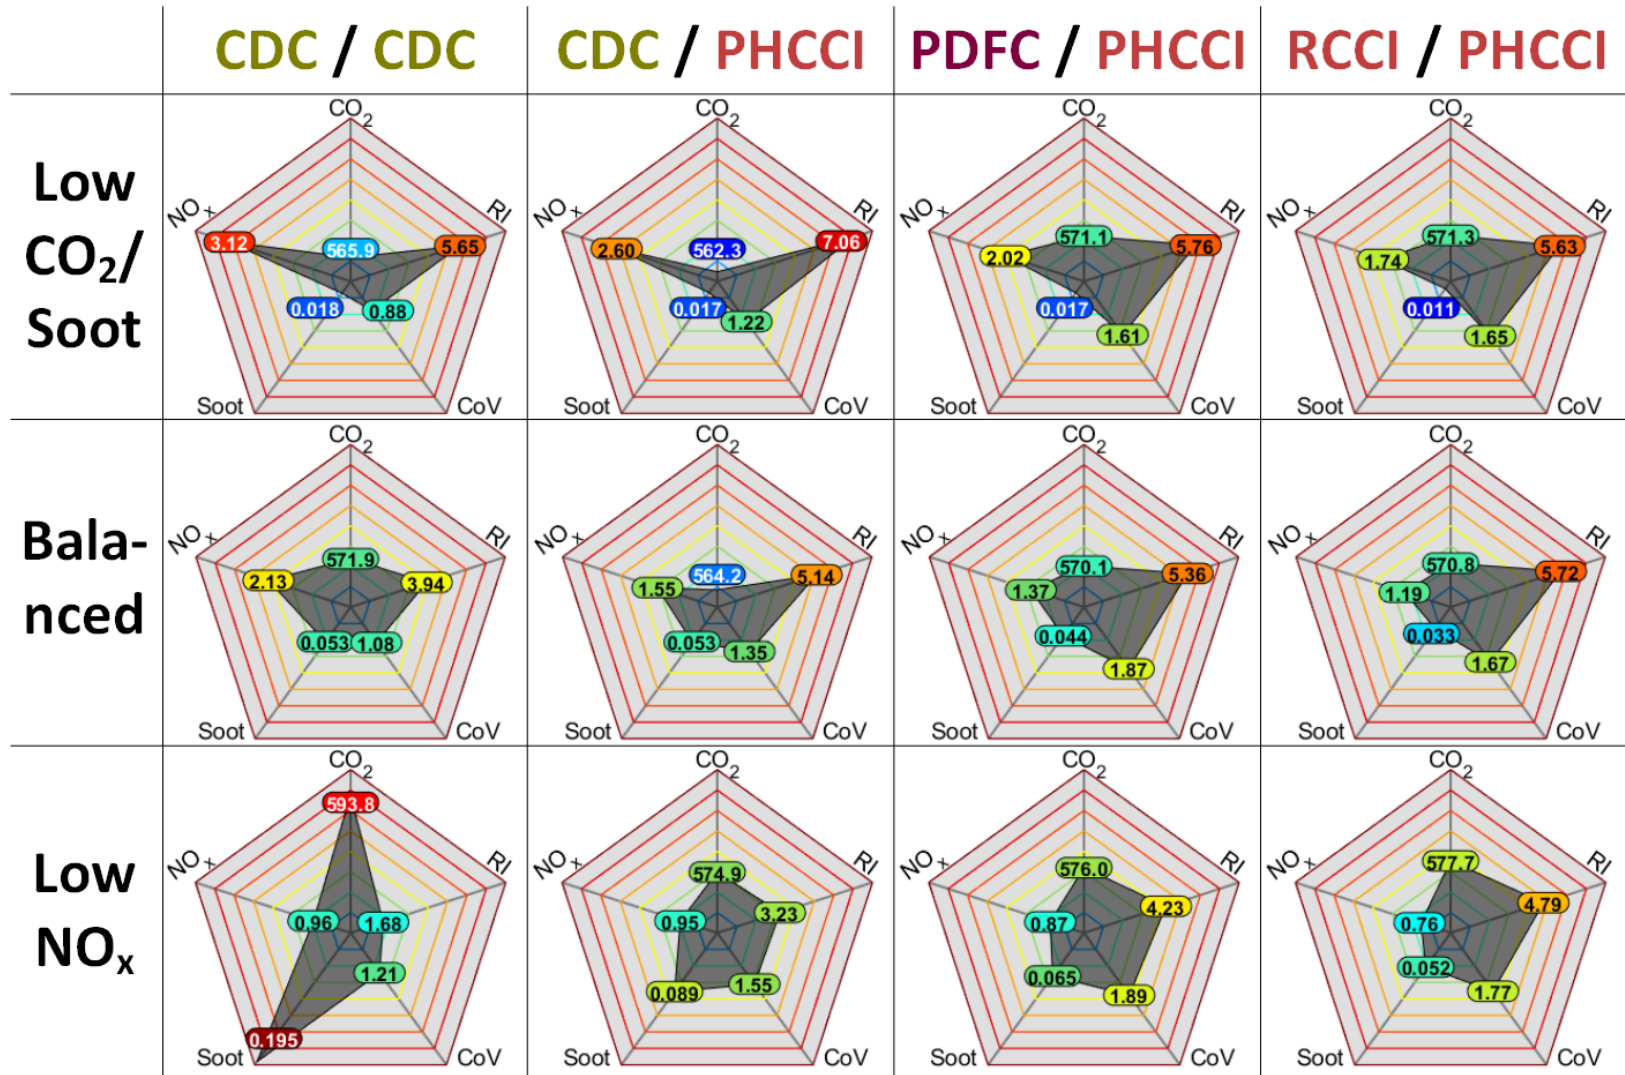 CDC / CDC
CDC / PHCCI
PDFC / PHCCI
RCCI / PHCCI
Low
CO₂/
Soot
CO₂
NOₓ
RI
3.12
565.9
5.65
0.018
0.88
Soot
CoV
CO₂
NOₓ
RI
2.60
562.3
7.06
0.017
1.22
Soot
CoV
CO₂
NOₓ
RI
2.02
571.1
5.76
0.017
1.61
Soot
CoV
CO₂
NOₓ
RI
1.74
571.3
5.63
0.011
1.65
Soot
CoV
Bala-
nced
CO₂
NOₓ
RI
2.13
571.9
3.94
0.053
1.08
Soot
CoV
CO₂
NOₓ
RI
1.55
564.2
5.14
0.053
1.35
Soot
CoV
CO₂
NOₓ
RI
1.37
570.1
5.36
0.044
1.87
Soot
CoV
CO₂
NOₓ
RI
1.19
570.8
5.72
0.033
1.67
Soot
CoV
Low
NOₓ
CO₂
NOₓ
RI
593.8
0.96
1.68
1.21
0.195
Soot
CoV
CO₂
NOₓ
RI
574.9
0.95
3.23
0.089
1.55
Soot
CoV
CO₂
NOₓ
RI
576.0
0.87
4.23
0.065
1.89
Soot
CoV
CO₂
NOₓ
RI
577.7
0.76
4.79
0.052
1.77
Soot
CoV